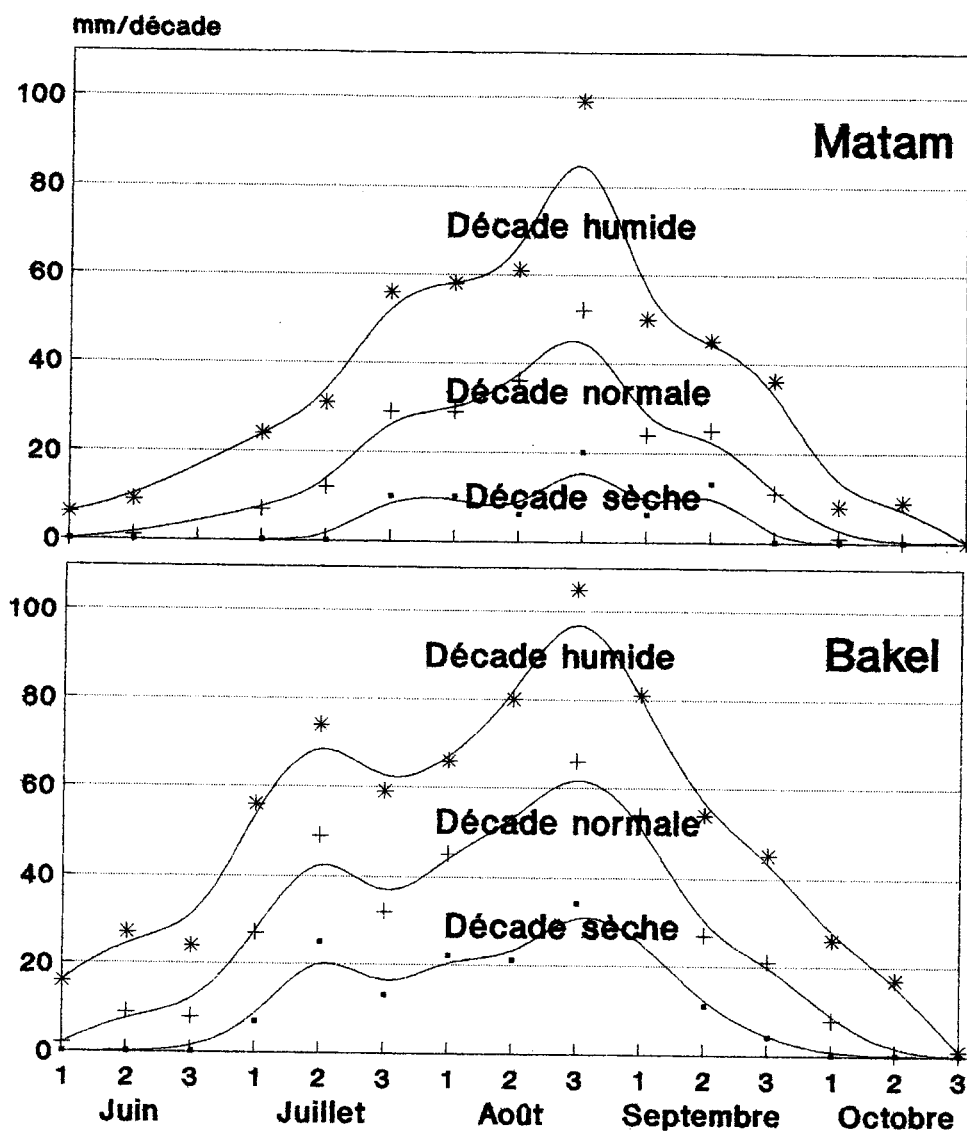 mm/décade
100
80
60
40
20
0
Matam
Décade humide
Décade normale
Décade sèche
100
80
60
40
20
0
Bakel
Décade humide
Décade normale
Décade sèche
1 2 3 1 2 3 1 2 3 1 2 3 1 2 3
Juin Juillet Août Septembre Octobre